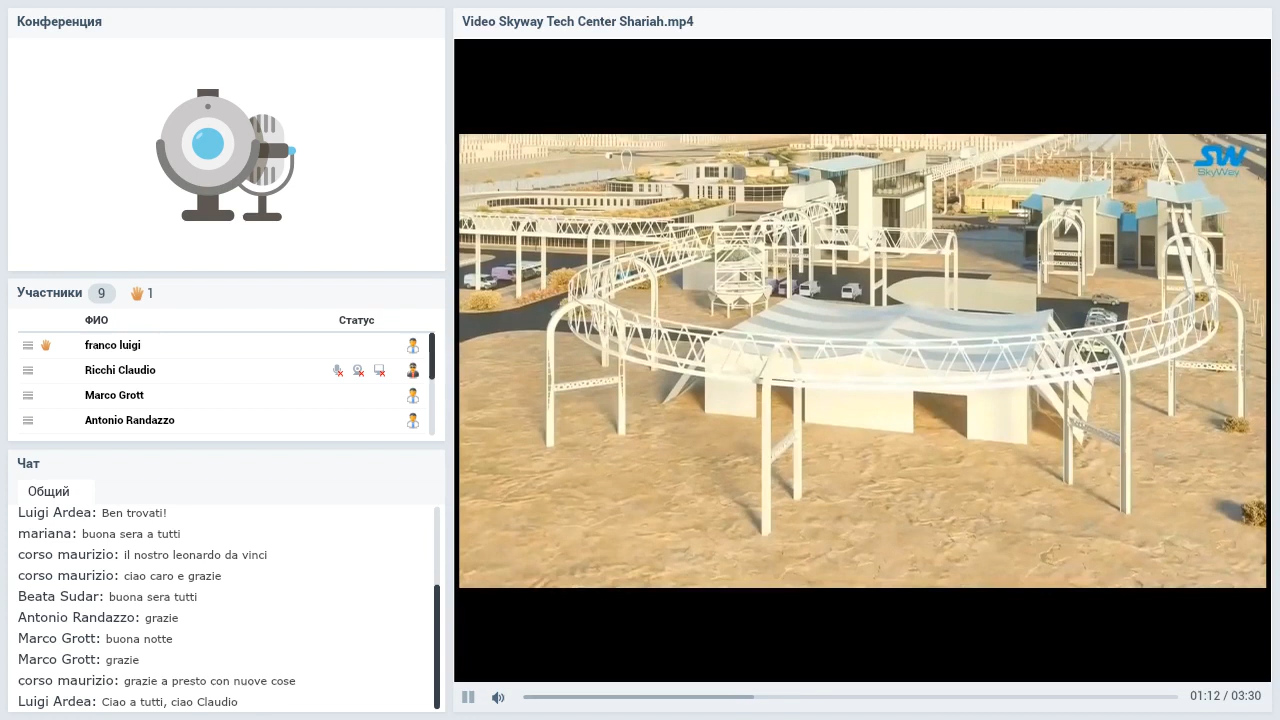 Конференция
Участники 9 1
ФИО Статус
franco luigi
Ricchi Claudio
Marco Grott
Antonio Randazzo
Чат
Общий
Luigi Ardea: Ben trovati!
mariana: buona sera a tutti
corso maurizio: il nostro leonardo da vinci
corso maurizio: ciao caro e grazie
Beata Sudar: buona sera tutti
Antonio Randazzo: grazie
Marco Grott: buona notte
Marco Grott: grazie
corso maurizio: grazie a presto con nuove cose
Luigi Ardea: Ciao a tutti, ciao Claudio
Video Skyway Tech Center Shariah.mp4
SW
SkyWay
01:12 / 03:30